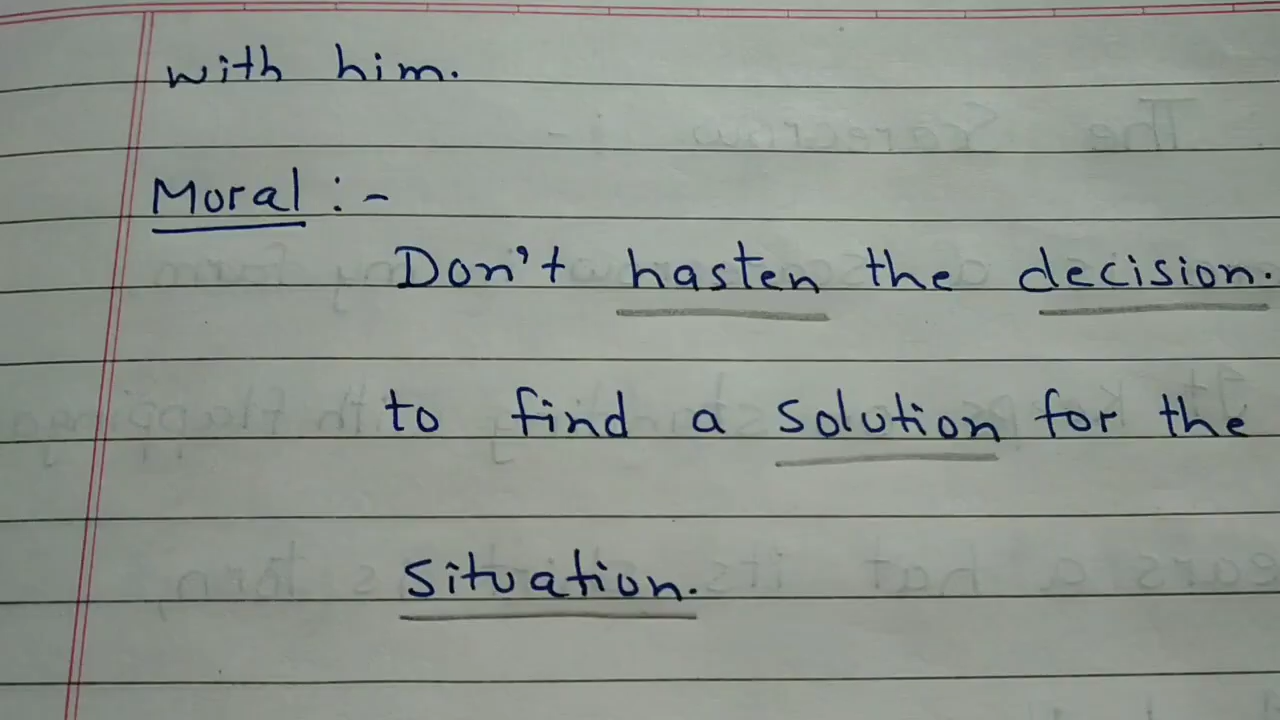 with him.
Moral :-
Don't hasten the decision.
to find a solution for the
situation.